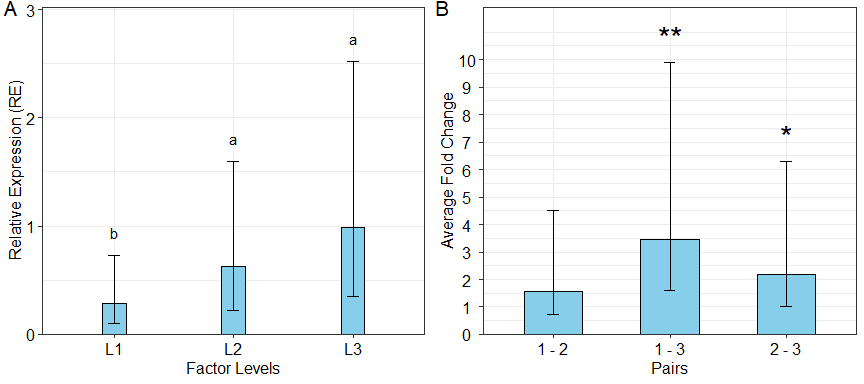 A
Relative Expression (RE)
3
2
1
0
a
a
b
L1 L2 L3
Factor Levels
B
Average Fold Change
10
9
8
7
6
5
4
3
2
1
0
**
*
1 - 2 1 - 3 2 - 3
Pairs